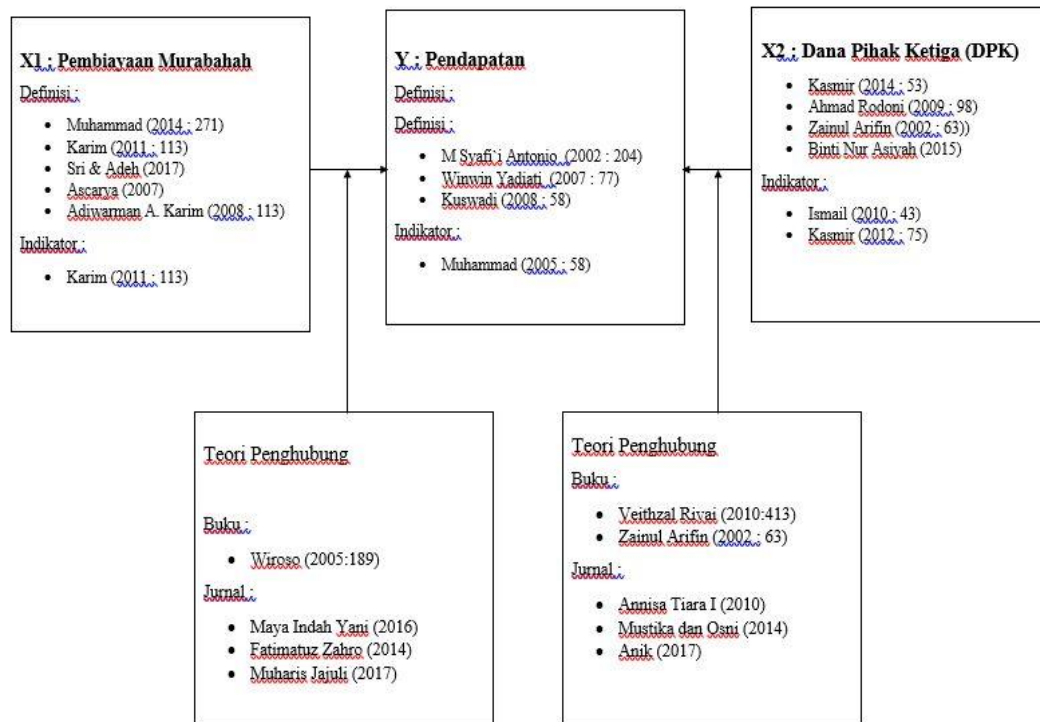 X1 : Pembiayaan Murabahah
Definisi :
• Muhammad (2014 : 271)
• Karim (2011 : 113)
• Sri & Adeh (2017)
• Ascarya (2007)
• Adiwarman A. Karim (2008 : 113)
Indikator :
• Karim (2011 : 113)
Y : Pendapatan
Definisi :
Definisi :
• M Syafi`i Antonio (2002 : 204)
• Winwin Yadiati (2007 : 77)
• Kuswadi (2008 : 58)
Indikator :
• Muhammad (2005 : 58)
X2 : Dana Pihak Ketiga (DPK)
• Kasmir (2014 : 53)
• Ahmad Rodoni (2009 : 98)
• Zainul Arifin (2002 : 63))
• Binti Nur Asiyah (2015)
Indikator :
• Ismail (2010 : 43)
• Kasmir (2012 : 75)
Teori Penghubung
Buku :
• Wiroso (2005:189)
Jurnal :
• Maya Indah Yani (2016)
• Fatimatuz Zahro (2014)
• Muharis Jajuli (2017)
Teori Penghubung
Buku :
• Veithzal Rivai (2010:413)
• Zainul Arifin (2002 : 63)
Jurnal :
• Annisa Tiara I (2010)
• Mustika dan Osni (2014)
• Anik (2017)